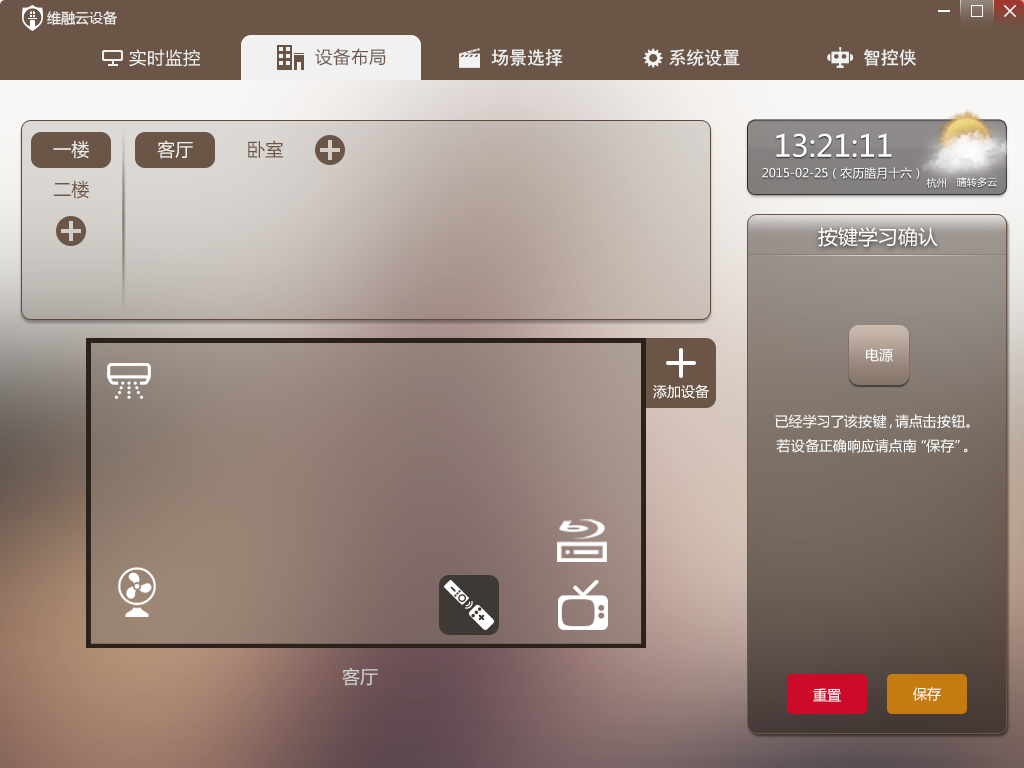 维融云设备
实时监控
设备布局
场景选择
系统设置
智控侠
一楼
客厅
卧室
二楼
13:21:11
2015-02-25（农历腊月十六）
杭州 晴转多云
按键学习确认
添加设备
电源
已经学习了该按键,请点击按钮。
若设备正确响应请点南“保存”。
客厅
重置
保存